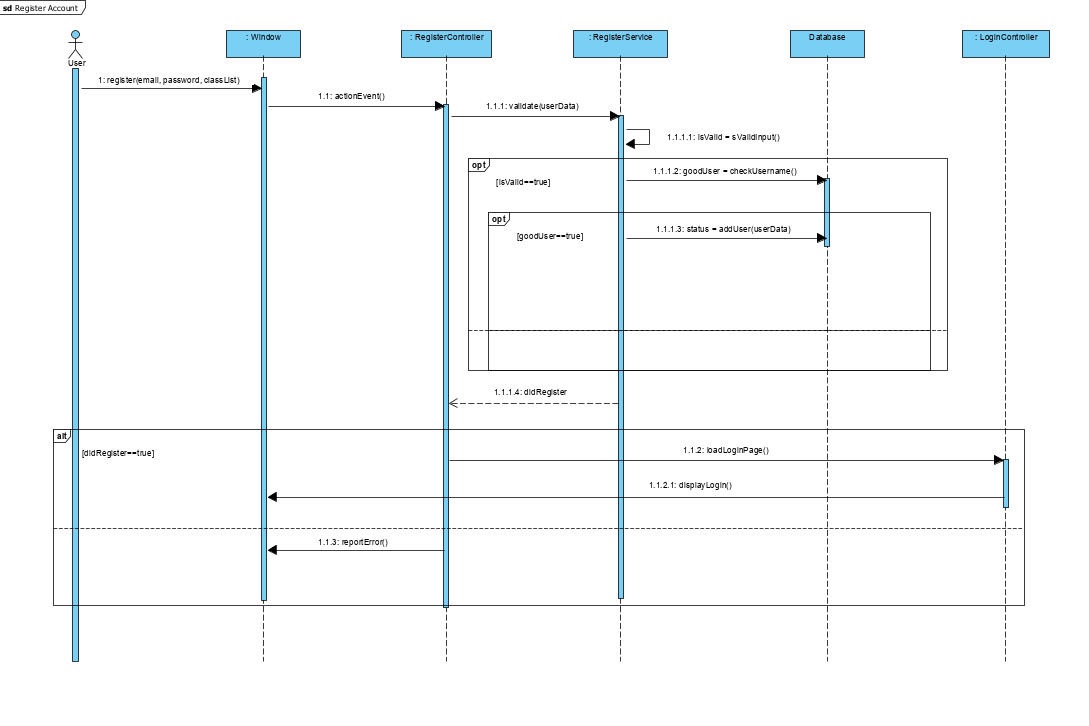 sd Register Account
: Window
: RegisterController
: RegisterService
Database
: LoginController
User
1: register(email, password, classList)
1.1: actionEvent()
1.1.1: validate(userData)
1.1.1.1: isValid = sValidInput()
opt
[isValid==true]
1.1.1.2: goodUser = checkUsername()
opt
[goodUser==true]
1.1.1.3: status = addUser(userData)
1.1.1.4: didRegister
alt
[didRegister==true]
1.1.2: loadLoginPage()
1.1.2.1: displayLogin()
1.1.3: reportError()